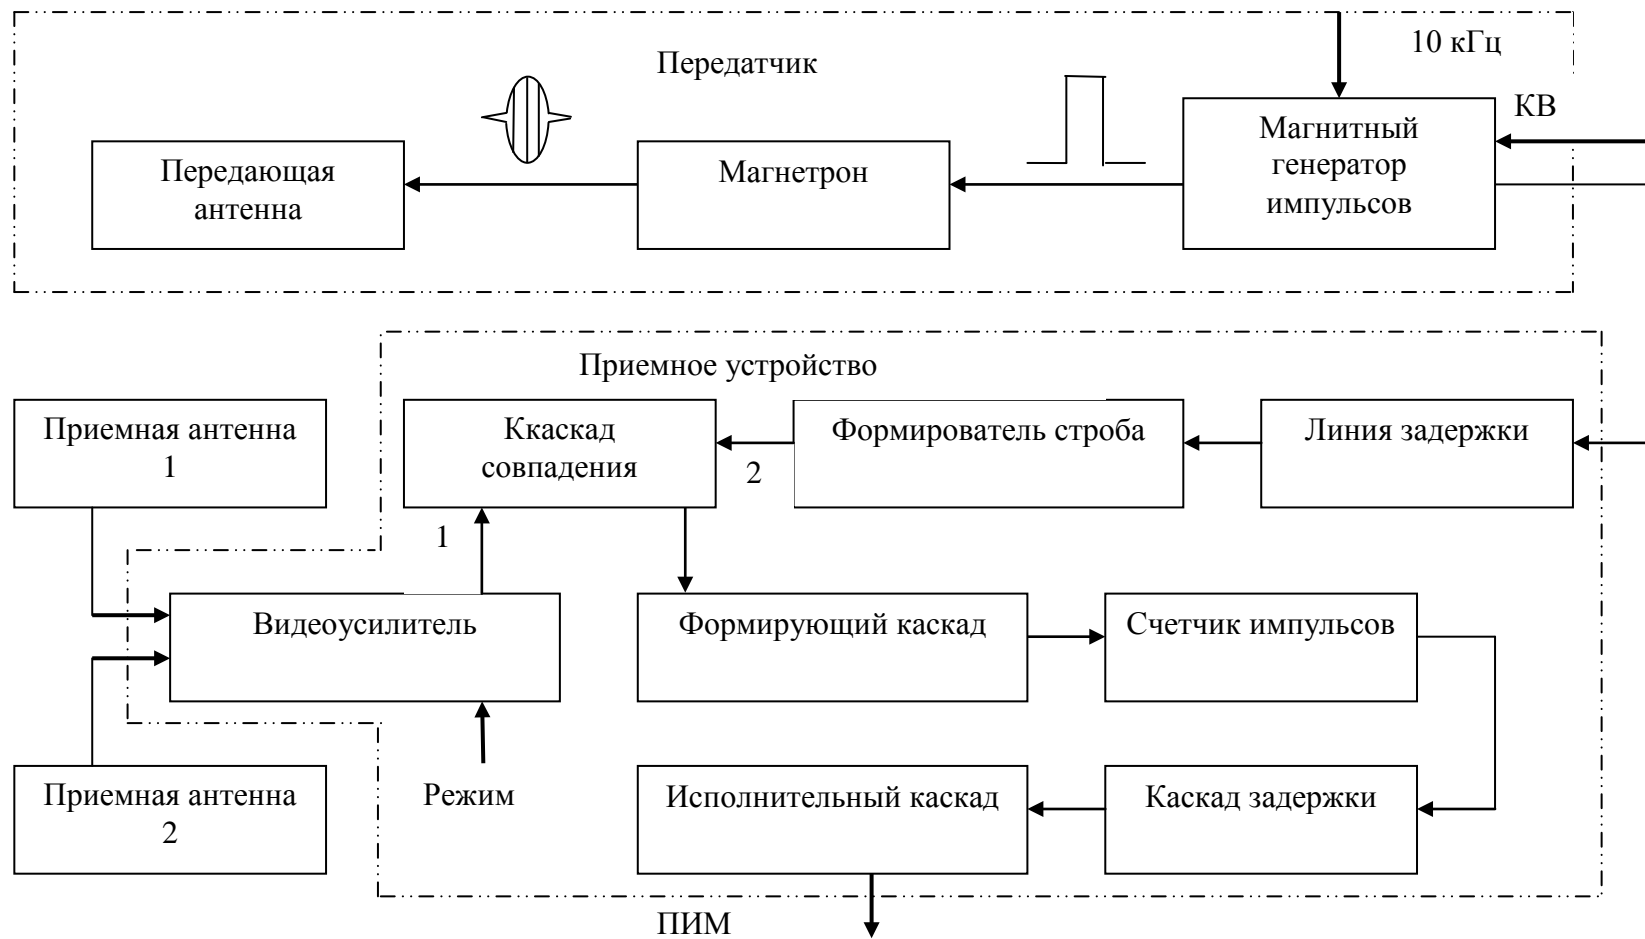 10 кГц
Передатчик
КВ
Передающая
антенна
Магнетрон
Магнитный
генератор
импульсов
Приемное устройство
Приемная антенна
1
Ккаскад
совпадения
2
Формирователь строба
Линия задержки
1
Видеоусилитель
Формирующий каскад
Счетчик импульсов
Приемная антенна
2
Режим
Исполнительный каскад
Каскад задержки
ПИМ